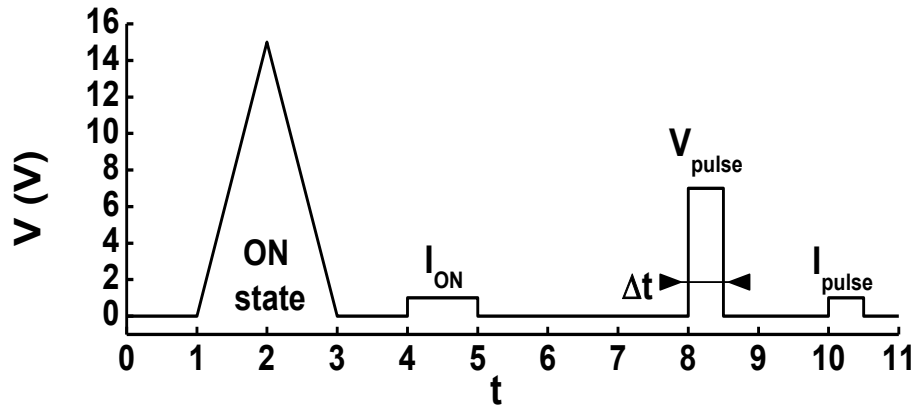 V (V)
16
14
12
10
8
6
4
2
0
ON
state
I_ON
V_pulse
Δt
I_pulse
0 1 2 3 4 5 6 7 8 9 10 11
t